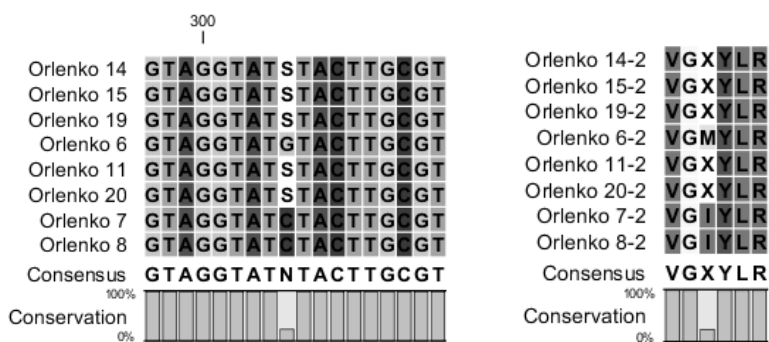 300
Orlenko 14 GTAGGTATSTACTTGCGT
Orlenko 15 GTAGGTATSTACTTGCGT
Orlenko 19 GTAGGTATSTACTTGCGT
Orlenko 6 GTAGGTATGTACTTGCGT
Orlenko 11 GTAGGTATSTACTTGCGT
Orlenko 20 GTAGGTATSTACTTGCGT
Orlenko 7 GTAGGTATCTACTTGCGT
Orlenko 8 GTAGGTATCTACTTGCGT
Consensus GTAGGTATNTACTTGCGT
100%
Conservation
0%
Orlenko 14-2 VGXYLR
Orlenko 15-2 VGXYLR
Orlenko 19-2 VGXYLR
Orlenko 6-2 VGMYLR
Orlenko 11-2 VGXYLR
Orlenko 20-2 VGXYLR
Orlenko 7-2 VGIYLR
Orlenko 8-2 VGIYLR
Consensus VGXYLR
100%
Conservation
0%